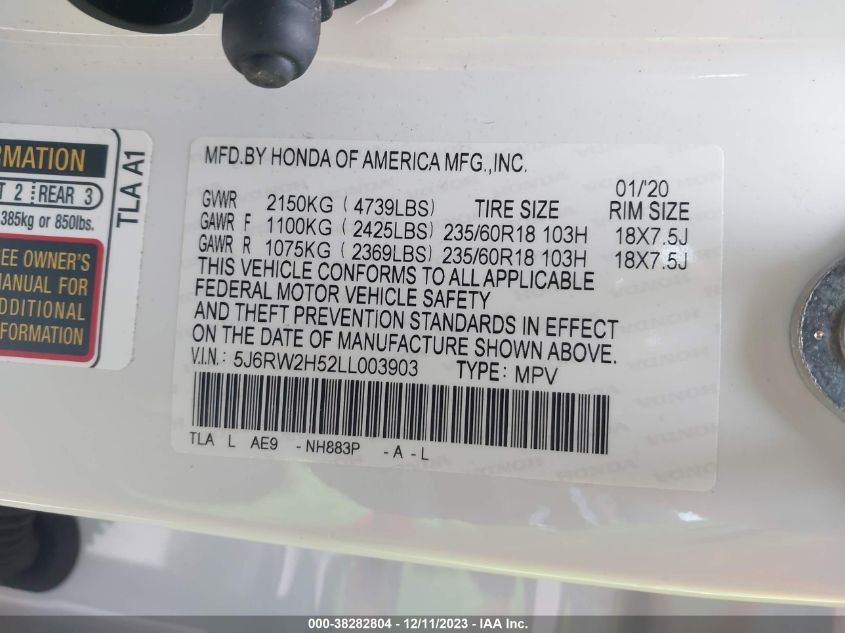 RMATION
2 REAR 3
385kg or 850lbs.
OWNER'S
MANUAL FOR
TLA A1
MFD.BY HONDA OF AMERICA MFG.,INC.
01/'20
GVWR 2150KG ( 4739LBS) TIRE SIZE RIM SIZE
GAWR F 1100KG ( 2425LBS) 235/60R18 103H 18X7.5J
GAWR R 1075KG ( 2369LBS) 235/60R18 103H 18X7.5J
THIS VEHICLE CONFORMS TO ALL APPLICABLE
FEDERAL MOTOR VEHICLE SAFETY
AND THEFT PREVENTION STANDARDS IN EFFECT
ON THE DATE OF MANUFACTURE SHOWN ABOVE.
V.I.N.: 5J6RW2H52LL003903 TYPE: MPV
TLA L AE9 - NH883P - A - L
000-38282804 - 12/11/2023 - IAA Inc.